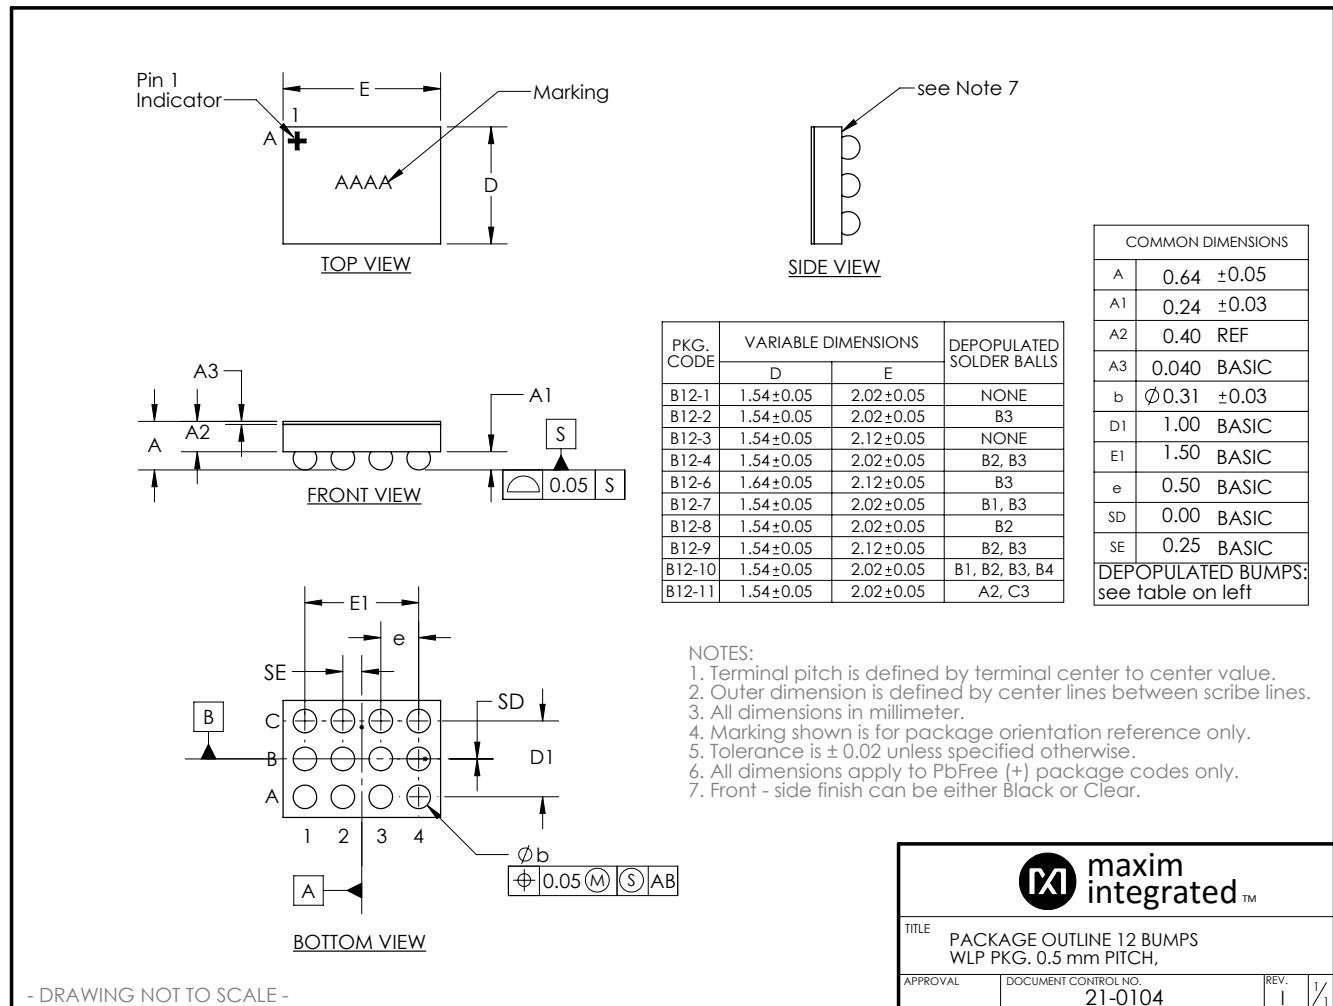 Pin 1
Indicator
1
A
E
Marking
AAAA
D
TOP VIEW
see Note 7
SIDE VIEW
A3
A
A2
A1
S
0.05 S
FRONT VIEW
PKG. CODE VARIABLE DIMENSIONS DEPOPULATED SOLDER BALLS
D E
B12-1 1.54±0.05 2.02±0.05 NONE
B12-2 1.54±0.05 2.02±0.05 B3
B12-3 1.54±0.05 2.12±0.05 NONE
B12-4 1.54±0.05 2.02±0.05 B2, B3
B12-6 1.64±0.05 2.12±0.05 B3
B12-7 1.54±0.05 2.02±0.05 B1, B3
B12-8 1.54±0.05 2.02±0.05 B2
B12-9 1.54±0.05 2.12±0.05 B2, B3
B12-10 1.54±0.05 2.02±0.05 B1, B2, B3, B4
B12-11 1.54±0.05 2.02±0.05 A2, C3
COMMON DIMENSIONS
A 0.64 ±0.05
A1 0.24 ±0.03
A2 0.40 REF
A3 0.040 BASIC
b Ø0.31 ±0.03
D1 1.00 BASIC
E1 1.50 BASIC
e 0.50 BASIC
SD 0.00 BASIC
SE 0.25 BASIC
DEPOPULATED BUMPS:
see table on left
E1
e
SE
SD
B
C
B
A
D1
1 2 3 4
Øb
⌖ 0.05 Ⓜ Ⓢ AB
A
BOTTOM VIEW
NOTES:
1. Terminal pitch is defined by terminal center to center value.
2. Outer dimension is defined by center lines between scribe lines.
3. All dimensions in millimeter.
4. Marking shown is for package orientation reference only.
5. Tolerance is ± 0.02 unless specified otherwise.
6. All dimensions apply to PbFree (+) package codes only.
7. Front - side finish can be either Black or Clear.
maxim
integrated™
TITLE
PACKAGE OUTLINE 12 BUMPS
WLP PKG. 0.5 mm PITCH,
APPROVAL
DOCUMENT CONTROL NO.
21-0104
REV.
I
1/1
- DRAWING NOT TO SCALE -